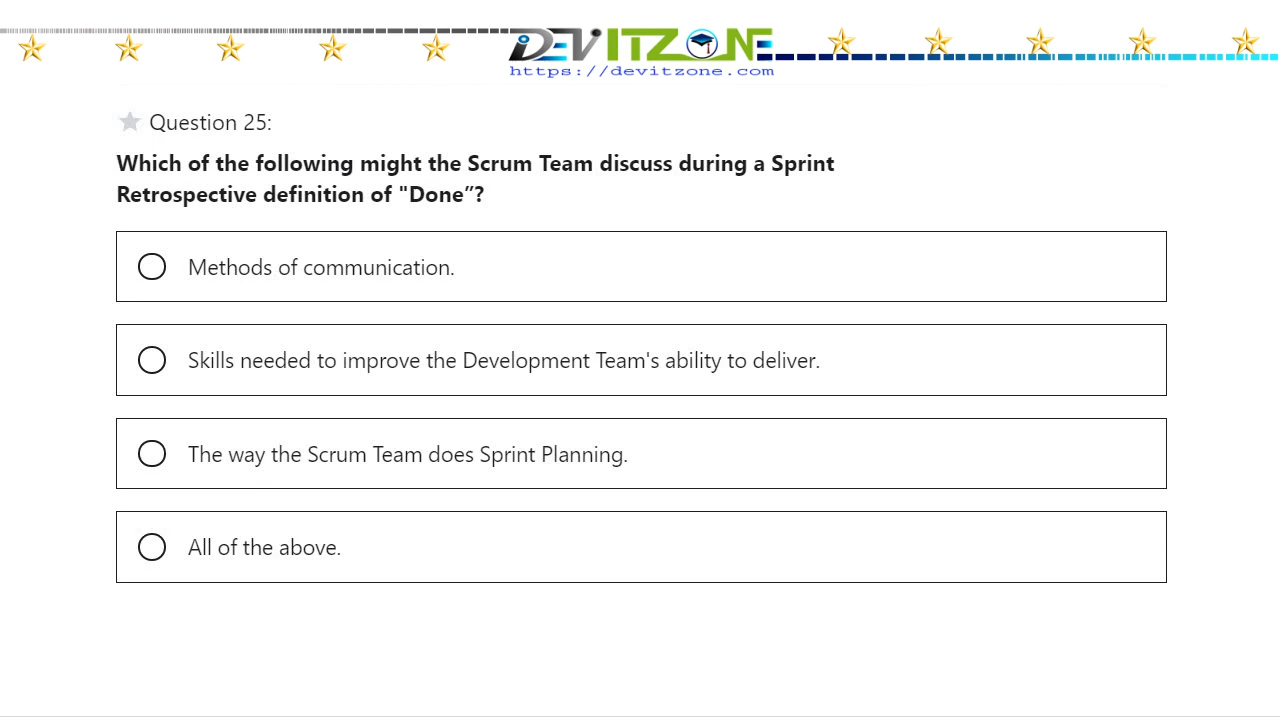 DEVITZONE
https://devitzone.com
Question 25:
Which of the following might the Scrum Team discuss during a Sprint
Retrospective definition of "Done”?
Methods of communication.
Skills needed to improve the Development Team's ability to deliver.
The way the Scrum Team does Sprint Planning.
All of the above.